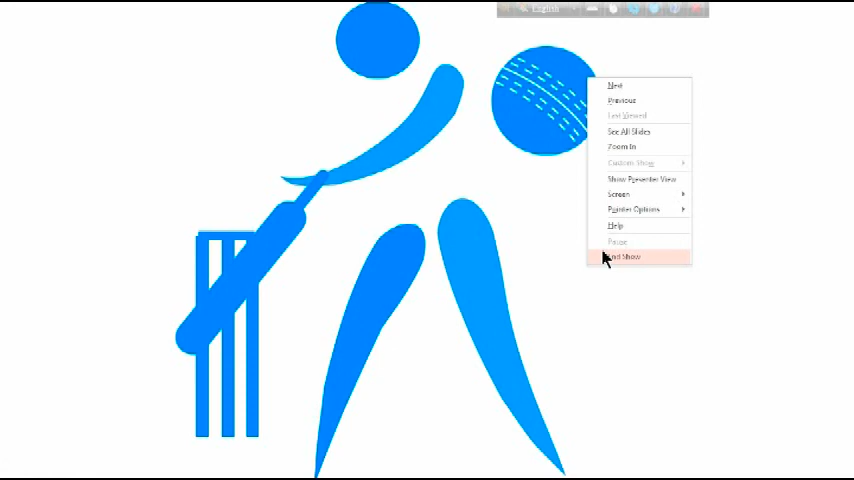 English
Next
Previous
Last Viewed
See All Slides
Zoom In
Custom Show
Show Presenter View
Screen
Pointer Options
Help
Pause
End Show